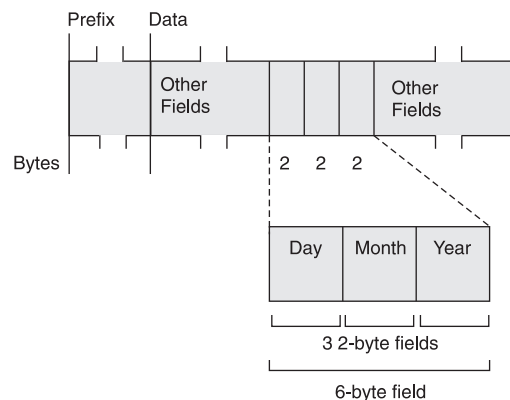 Prefix Data
Other
Fields
Other
Fields
Bytes
2 2 2
Day Month Year
3 2-byte fields
6-byte field